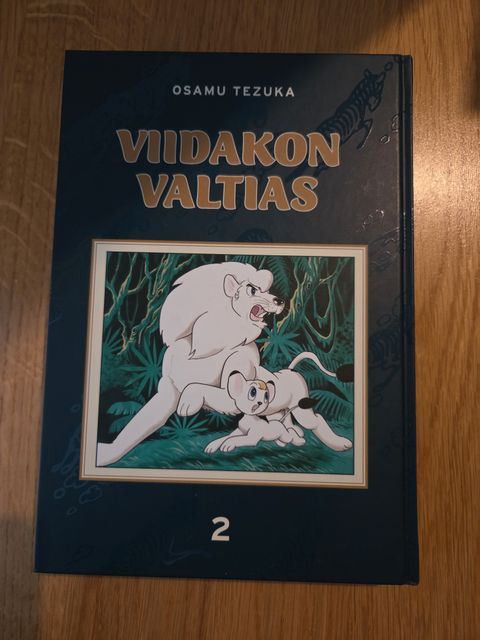 OSAMU TEZUKA
VIIDAKON
VALTIAS
2